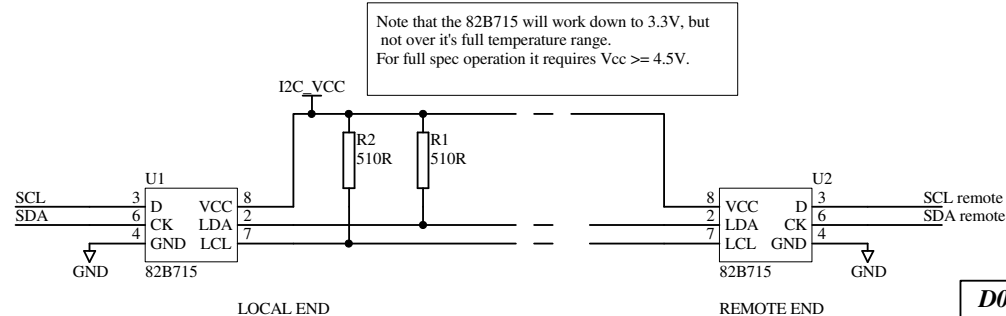 Note that the 82B715 will work down to 3.3V, but
not over it's full temperature range.
For full spec operation it requires Vcc >= 4.5V.
I2C_VCC
R2
510R
R1
510R
U1
SCL
3
D
VCC
8
SDA
6
CK
LDA
2
4
GND
LCL
7
GND
82B715
U2
8
VCC
D
3
SCL remote
2
LDA
CK
6
SDA remote
7
LCL
GND
4
82B715
GND
LOCAL END
REMOTE END
D0